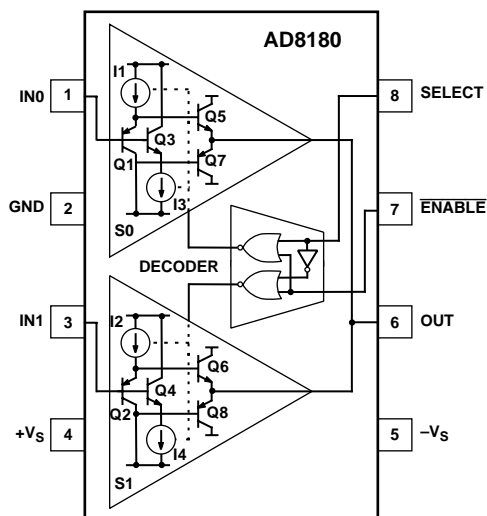 AD8180
IN0
1
I1
Q5
Q3
Q1
Q7
I3
S0
8
SELECT
GND
2
7
ENABLE
DECODER
IN1
3
I2
Q6
Q4
Q2
Q8
I4
S1
6
OUT
+VS
4
5
–VS